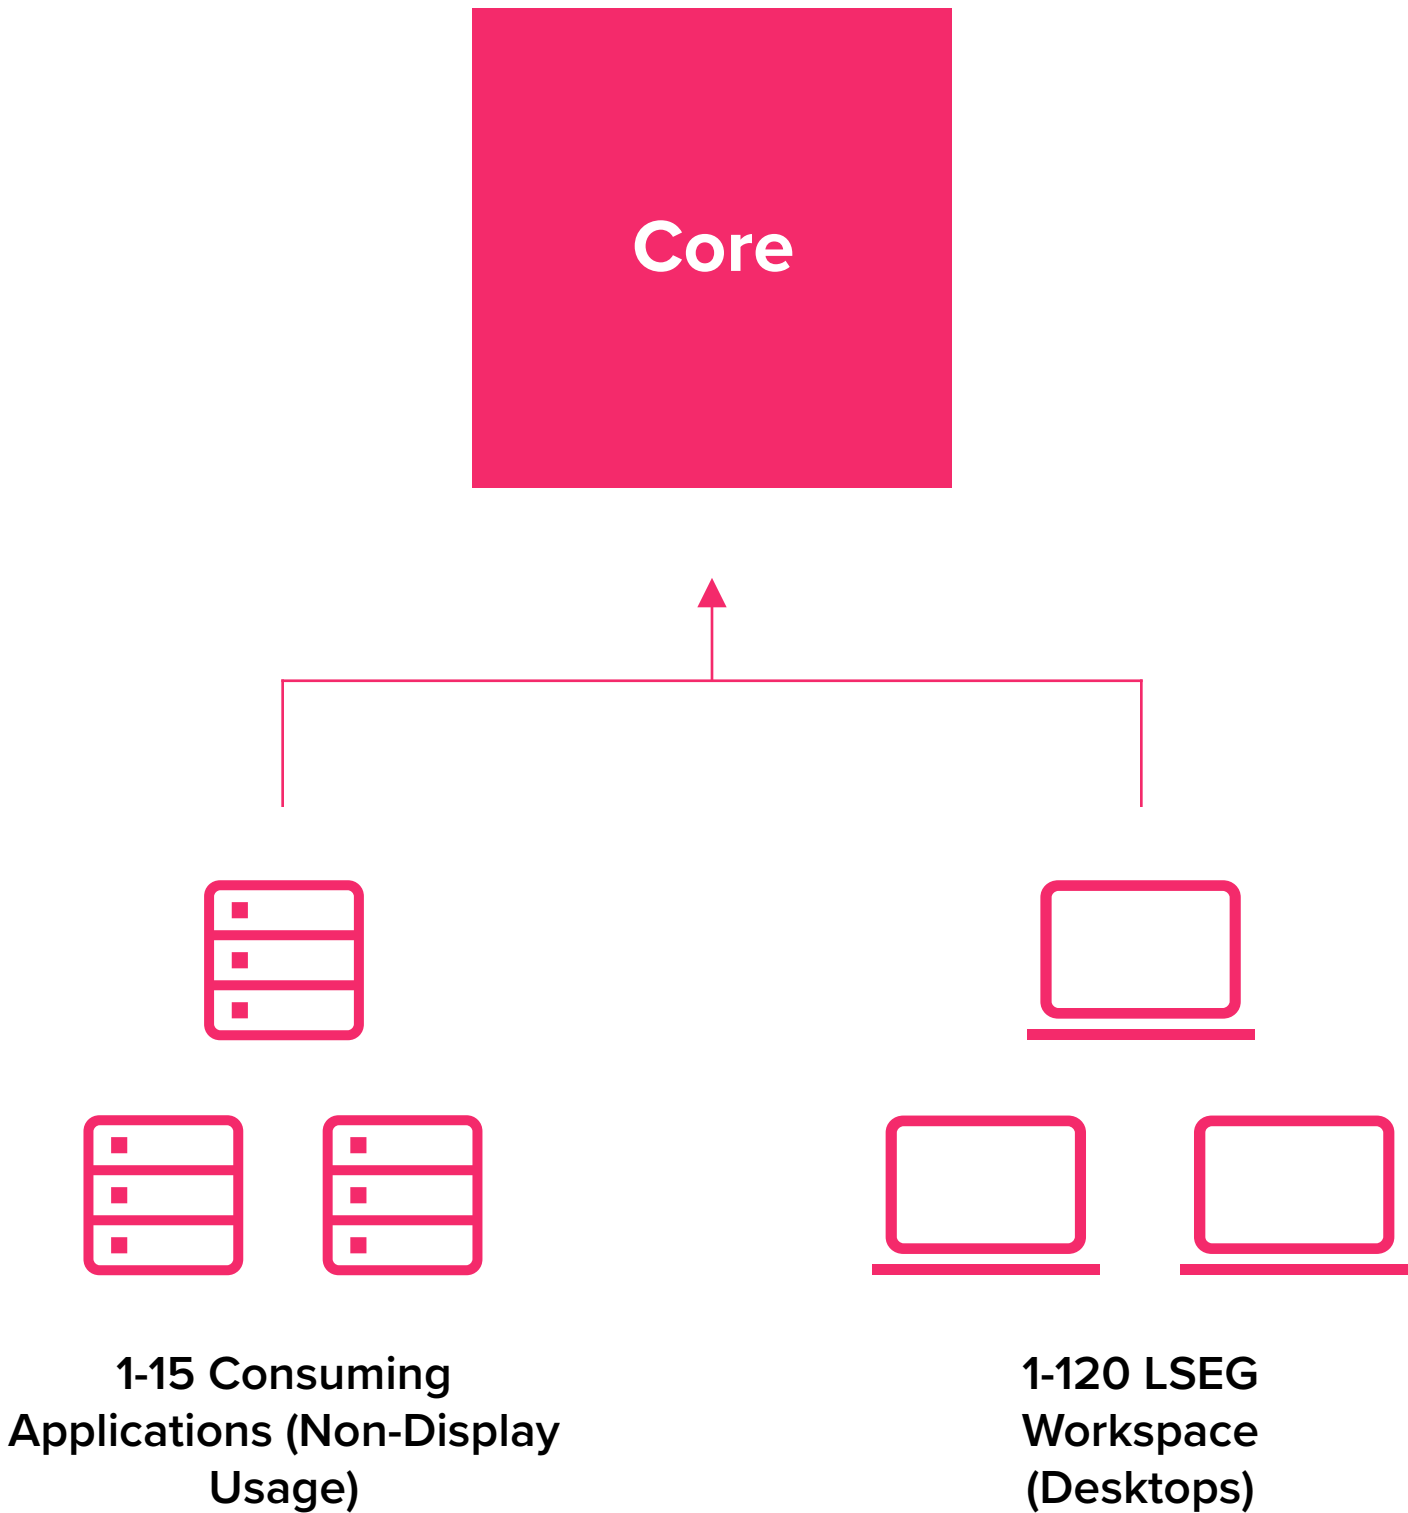 Core
1-15 Consuming
Applications (Non-Display
Usage)
1-120 LSEG
Workspace
(Desktops)